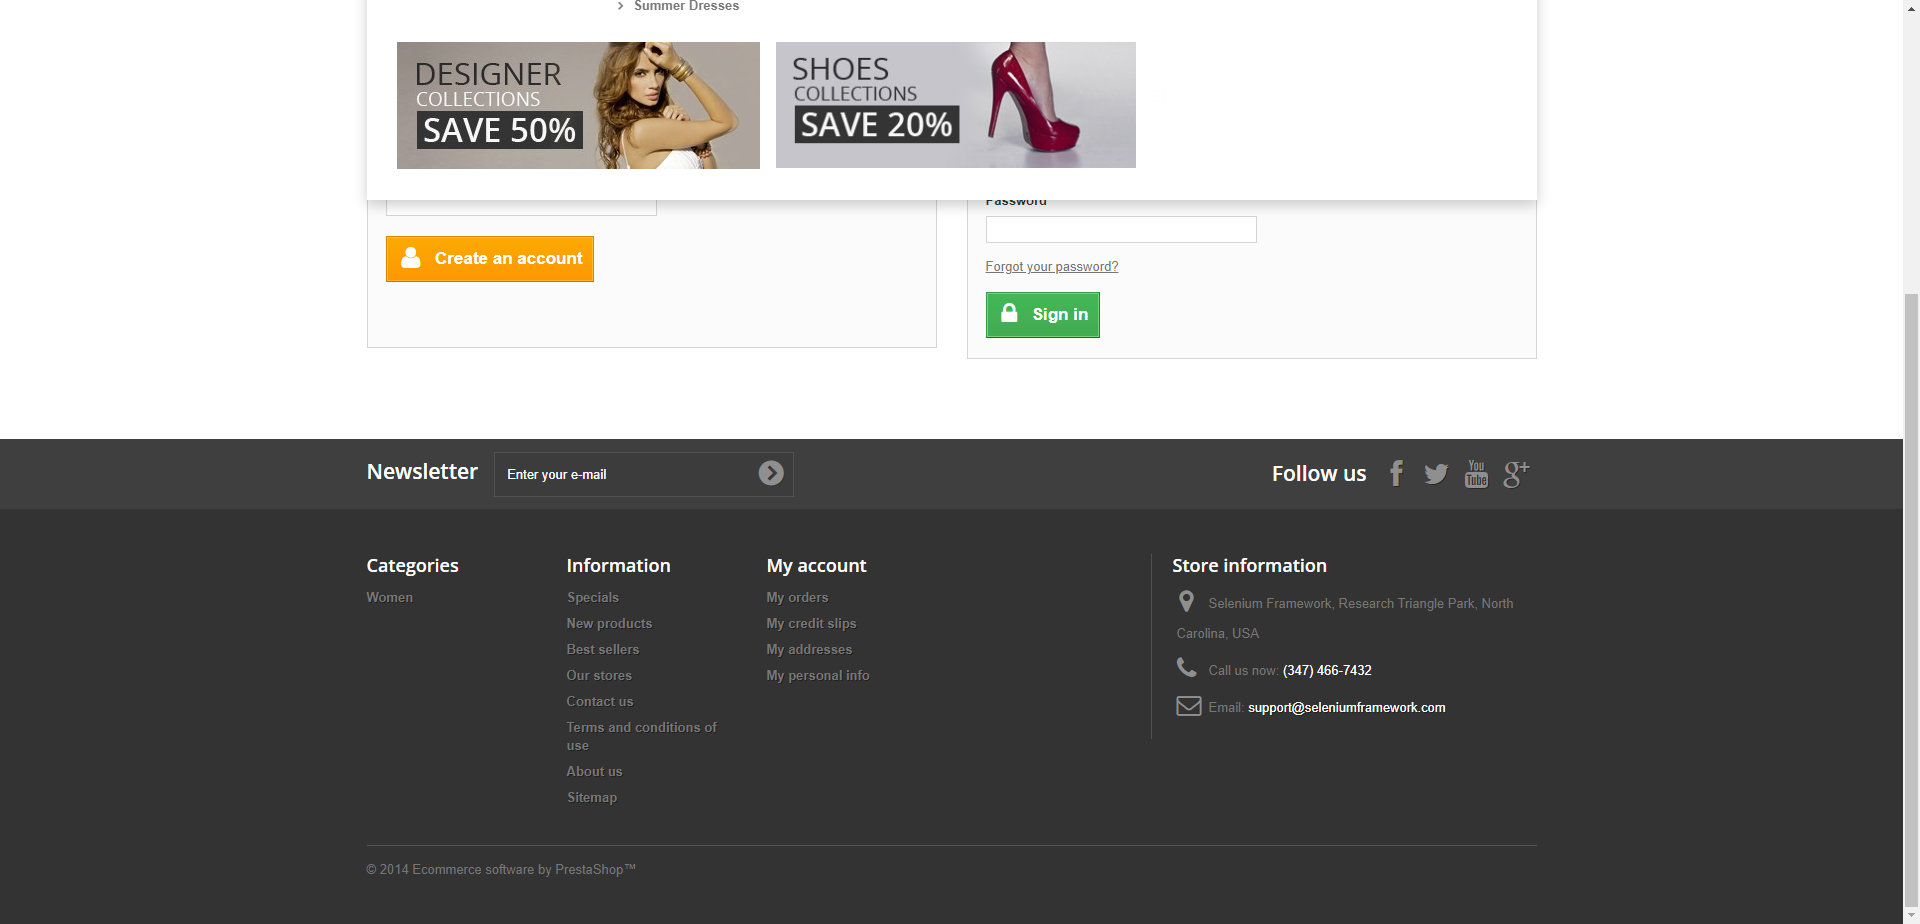 Summer Dresses
DESIGNER
COLLECTIONS
SAVE 50%
SHOES
COLLECTIONS
SAVE 20%
Password
Create an account
Forgot your password?
Sign in
Newsletter
Enter your e-mail
Follow us
You
Tube
g+
Categories
Women
Information
Specials
New products
Best sellers
Our stores
Contact us
Terms and conditions of
use
About us
Sitemap
My account
My orders
My credit slips
My addresses
My personal info
Store information
Selenium Framework, Research Triangle Park, North
Carolina, USA
Call us now: (347) 466-7432
Email: support@seleniumframework.com
© 2014 Ecommerce software by PrestaShop™